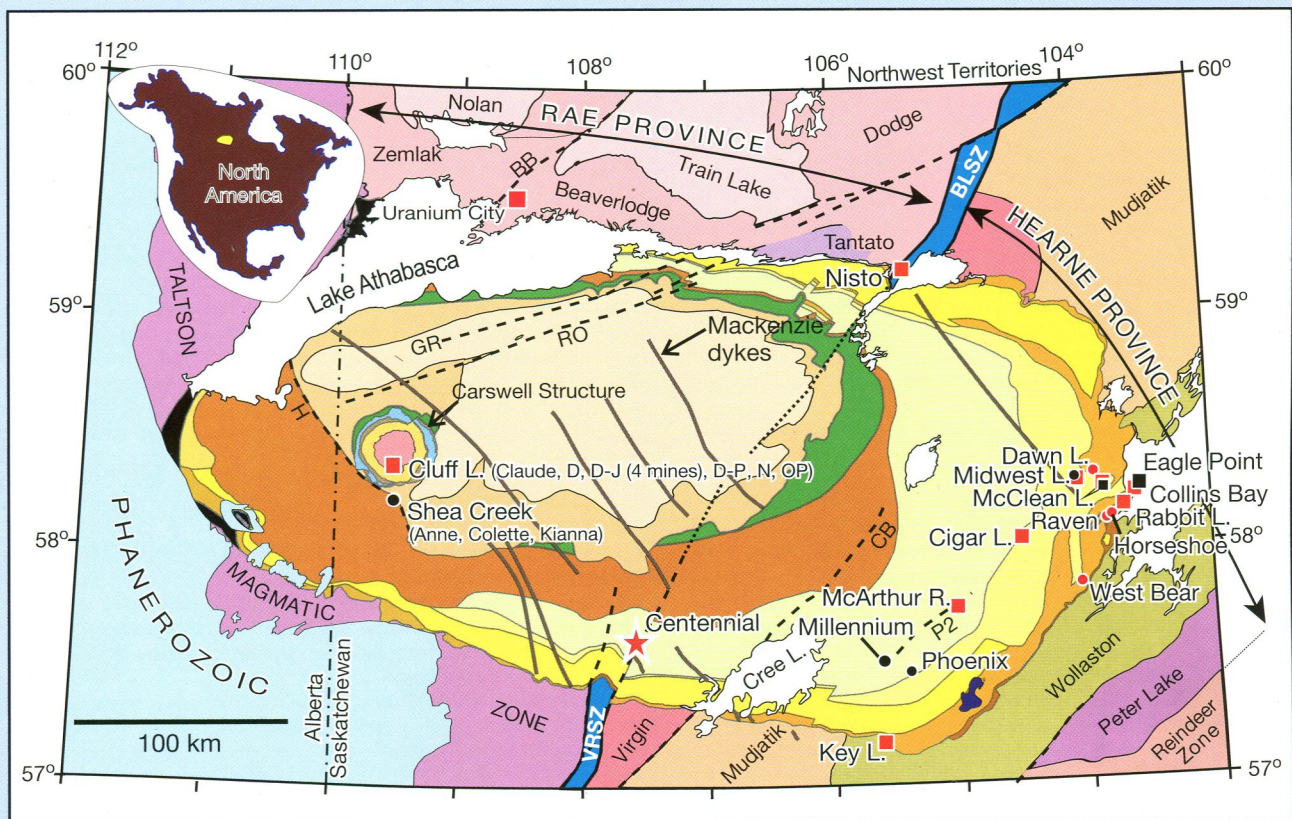 112°
110°
108°
106°
104°
60°
60°
Northwest Territories
North
America
Nolan
RAE PROVINCE
Dodge
Zemlak
BB
Train Lake
BLSZ
Mudjatik
Uranium City
Beaverlodge
HEARNE PROVINCE
Tantato
TALTSON
Lake Athabasca
Nisto
59°
59°
GR
RO
Mackenzie
dykes
Carswell Structure
H
Cluff L. (Claude, D, D-J (4 mines), D-P, N, OP)
Shea Creek
(Anne, Colette, Kianna)
Dawn L.
Midwest L.
McClean L.
Raven
Eagle Point
Collins Bay
Rabbit L.
Horseshoe
58°
58°
Cigar L.
CB
PHANEROZOIC
MAGMATIC
West Bear
McArthur R.
Millennium
P2
Centennial
Phoenix
Cree L.
Wollaston
Alberta
Saskatchewan
100 km
ZONE
VRSZ
Virgin
Mudjatik
Key L.
Peter Lake
Reindeer
Zone
57°
57°